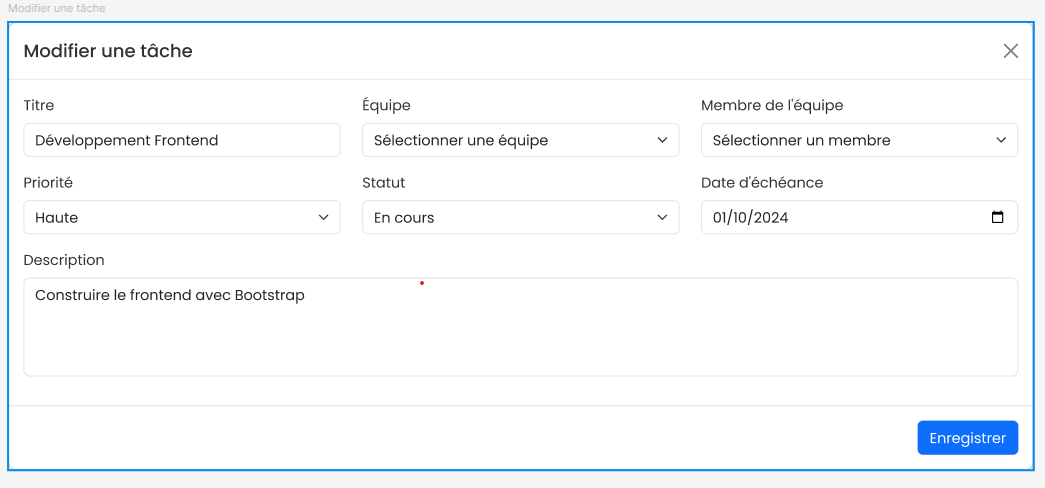 Modifier une tâche
Modifier une tâche
Titre
Équipe
Membre de l'équipe
Développement Frontend
Sélectionner une équipe
Sélectionner un membre
Priorité
Statut
Date d'échéance
Haute
En cours
01/10/2024
Description
Construire le frontend avec Bootstrap
Enregistrer